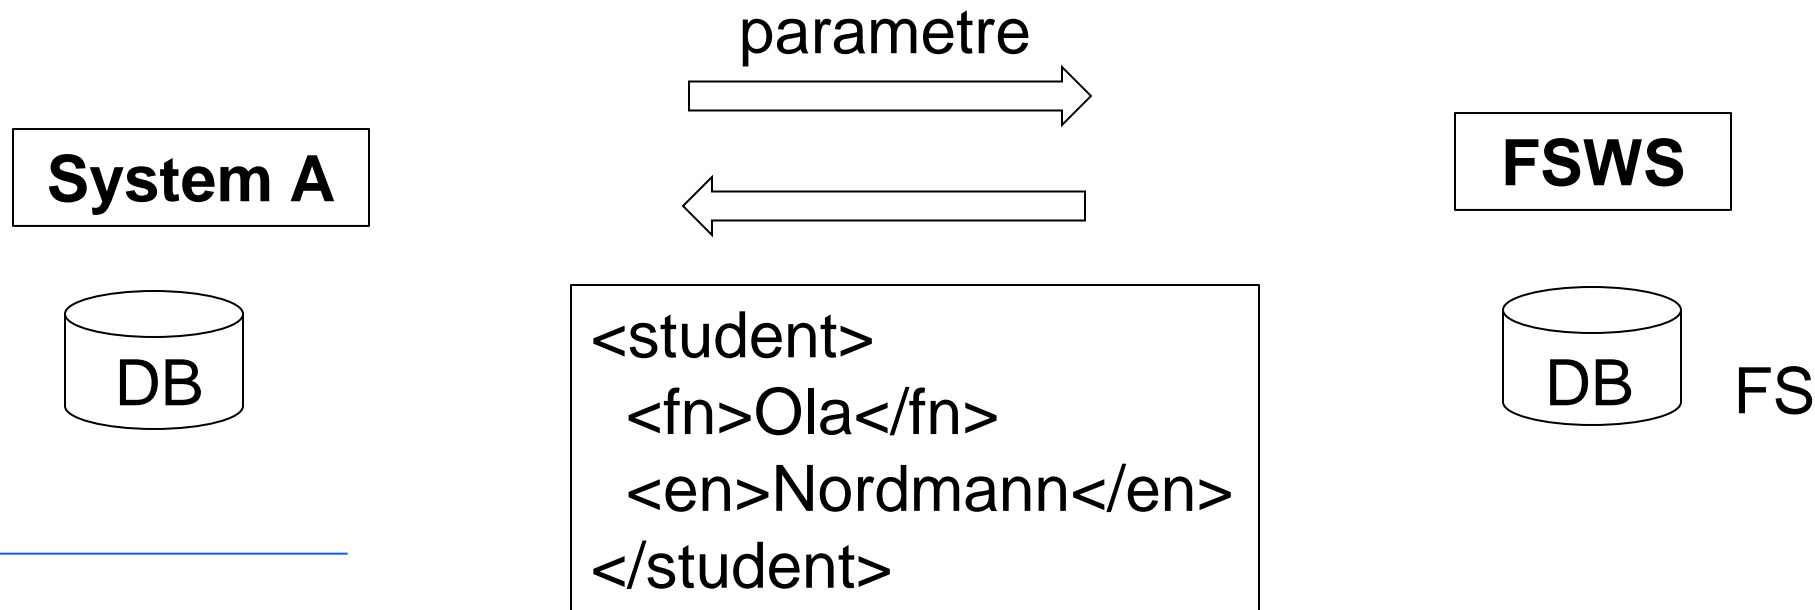 parametre
System A
FSWS
<student>
<fn>Ola</fn>
<en>Nordmann</en>
</student>
DB
DB
FS